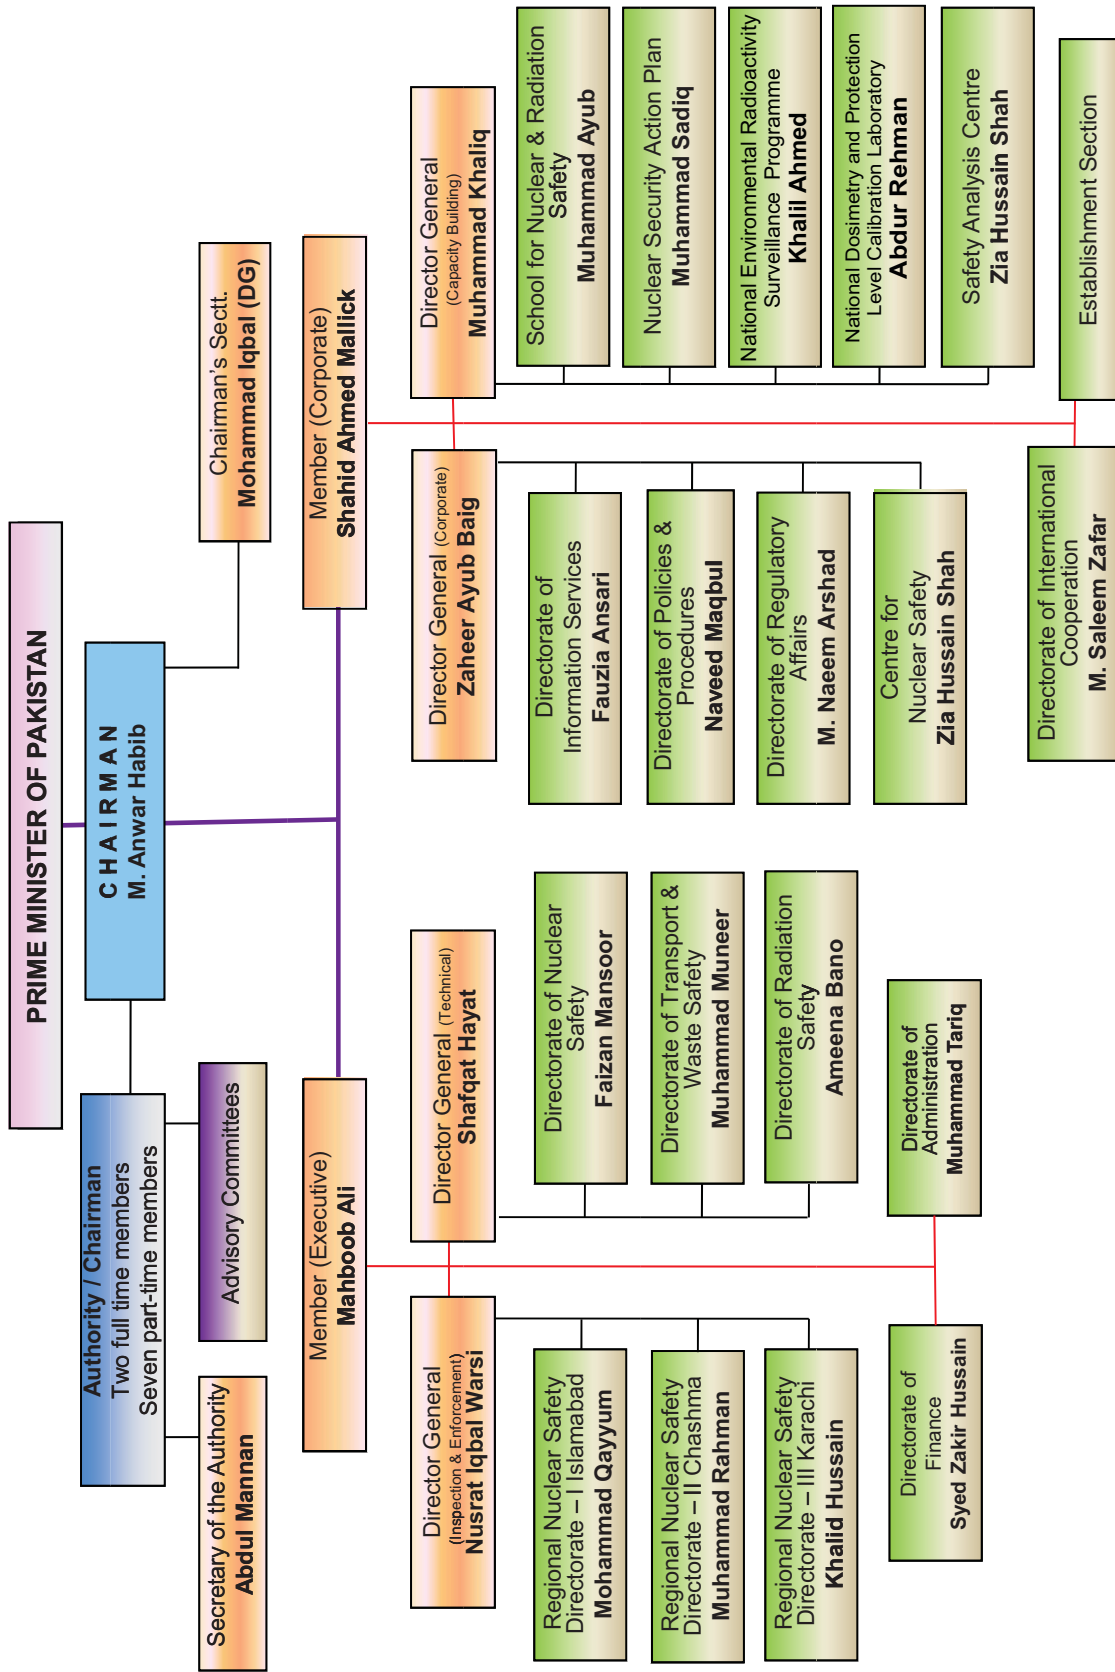 PRIME MINISTER OF PAKISTAN
C H A I R M A N
M. Anwar Habib
Authority / Chairman
Two full time members
Seven part-time members
Secretary of the Authority
Abdul Mannan
Advisory Committees
Chairman's Sectt.
Mohammad Iqbal (DG)
Member (Executive)
Mahboob Ali
Member (Corporate)
Shahid Ahmed Mallick
Director General
(Inspection & Enforcement)
Nusrat Iqbal Warsi
Director General (Technical)
Shafqat Hayat
Director General (Corporate)
Zaheer Ayub Baig
Director General
(Capacity Building)
Muhammad Khaliq
Regional Nuclear Safety
Directorate – I Islamabad
Mohammad Qayyum
Regional Nuclear Safety
Directorate – II Chashma
Muhammad Rahman
Regional Nuclear Safety
Directorate – III Karachi
Khalid Hussain
Directorate of Nuclear
Safety
Faizan Mansoor
Directorate of Transport &
Waste Safety
Muhammad Muneer
Directorate of Radiation
Safety
Ameena Bano
Directorate of
Finance
Syed Zakir Hussain
Directorate of
Administration
Muhammad Tariq
Directorate of
Information Services
Fauzia Ansari
Directorate of Policies &
Procedures
Naveed Maqbul
Directorate of Regulatory
Affairs
M. Naeem Arshad
Centre for
Nuclear Safety
Zia Hussain Shah
School for Nuclear & Radiation
Safety
Muhammad Ayub
Nuclear Security Action Plan
Muhammad Sadiq
National Environmental Radioactivity
Surveillance Programme
Khalil Ahmed
National Dosimetry and Protection
Level Calibration Laboratory
Abdur Rehman
Safety Analysis Centre
Zia Hussain Shah
Directorate of International
Cooperation
M. Saleem Zafar
Establishment Section